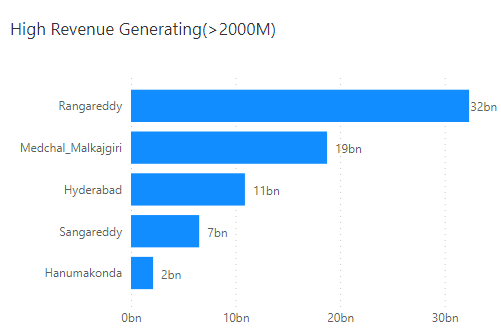 High Revenue Generating(>2000M)
Rangareddy 32bn
Medchal_Malkajgiri 19bn
Hyderabad 11bn
Sangareddy 7bn
Hanumakonda 2bn
0bn 10bn 20bn 30bn